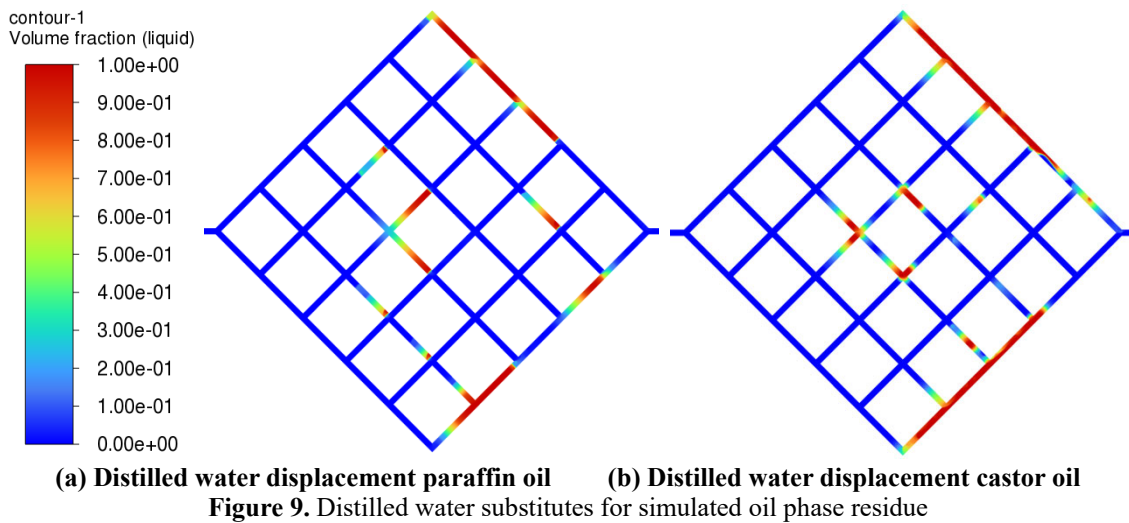 contour-1
Volume fraction (liquid)
1.00e+00
9.00e-01
8.00e-01
7.00e-01
6.00e-01
5.00e-01
4.00e-01
3.00e-01
2.00e-01
1.00e-01
0.00e+00
(a) Distilled water displacement paraffin oil
(b) Distilled water displacement castor oil
Figure 9. Distilled water substitutes for simulated oil phase residue